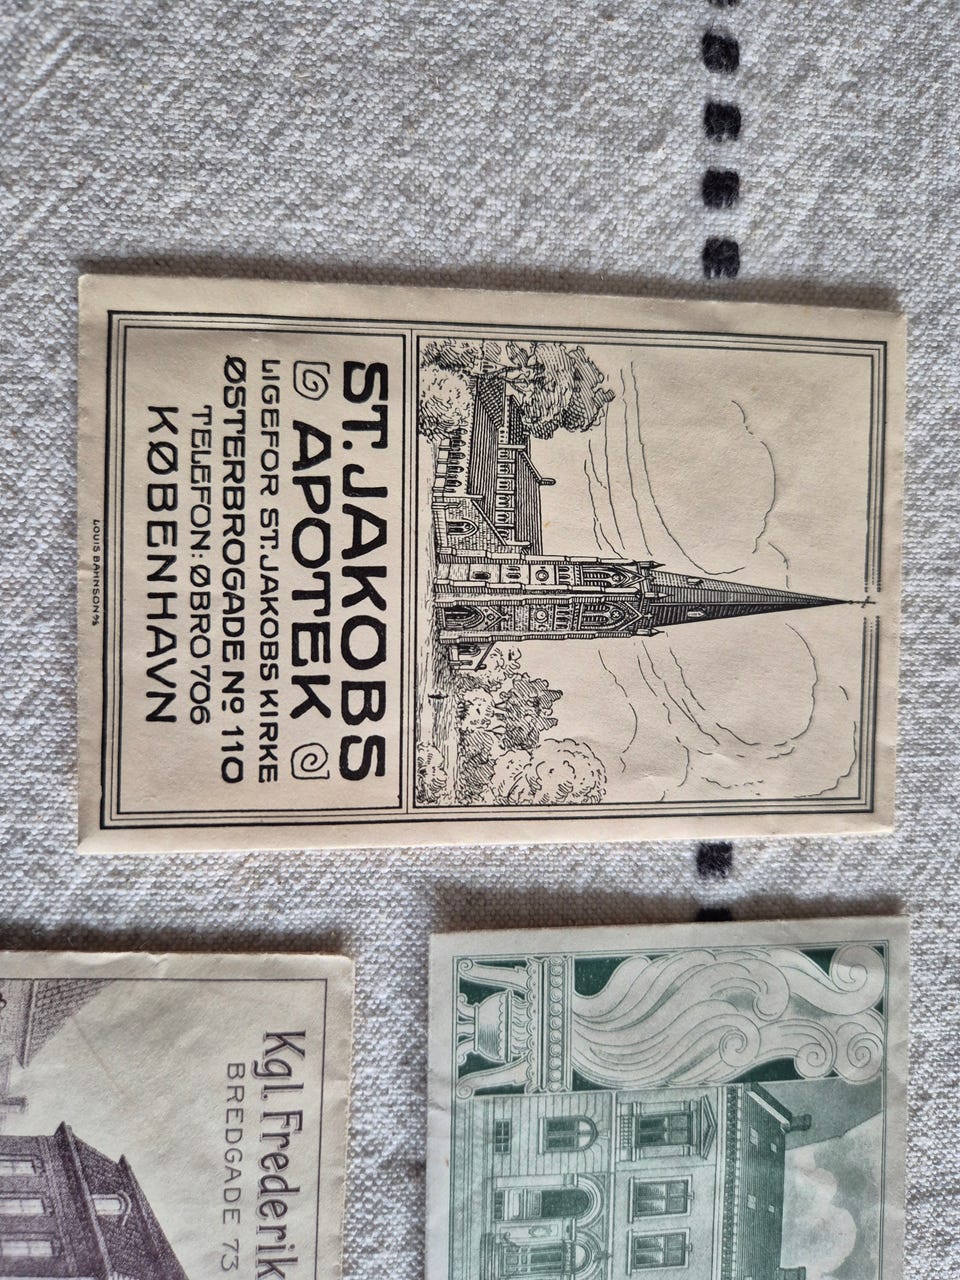 ST. JAKOBS
APOTEK
LIGEFOR ST. JAKOBS KIRKE
ØSTERBROGADE No 110
TELEFON: ØBRO 706
KØBENHAVN
LOUIS BAHNSON
Kgl. Frederik
BREDGADE 73